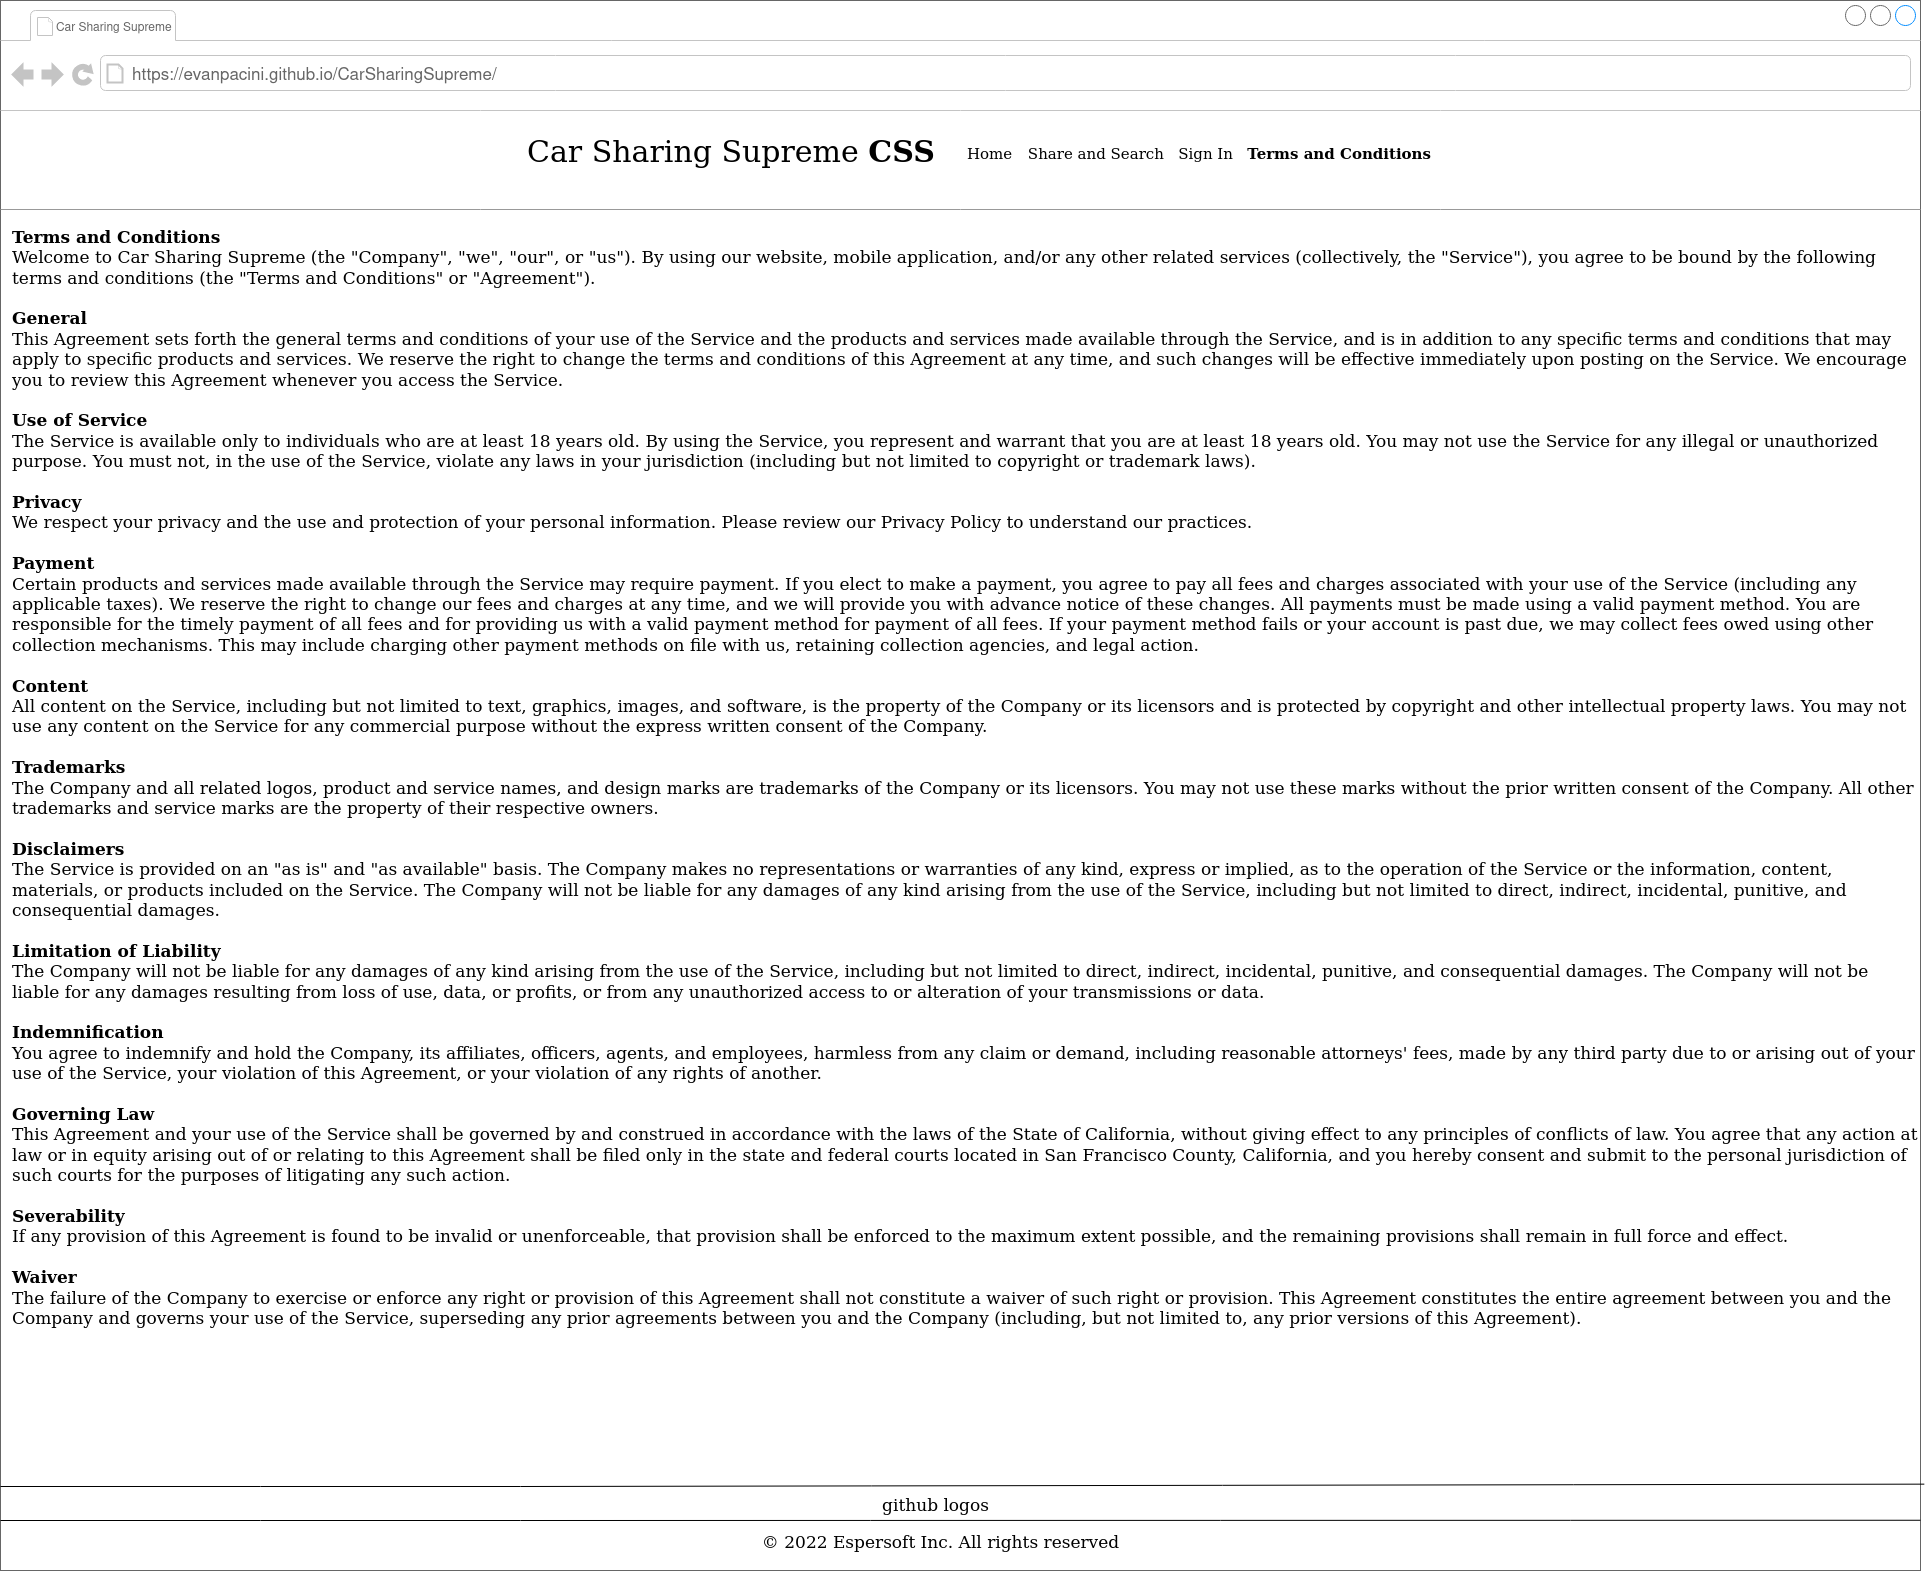 Car Sharing Supreme
https://evanpacini.github.io/CarSharingSupreme/
Car Sharing Supreme CSS Home Share and Search Sign In Terms and Conditions
Terms and Conditions
Welcome to Car Sharing Supreme (the "Company", "we", "our", or "us"). By using our website, mobile application, and/or any other related services (collectively, the "Service"), you agree to be bound by the following
terms and conditions (the "Terms and Conditions" or "Agreement").
General
This Agreement sets forth the general terms and conditions of your use of the Service and the products and services made available through the Service, and is in addition to any specific terms and conditions that may
apply to specific products and services. We reserve the right to change the terms and conditions of this Agreement at any time, and such changes will be effective immediately upon posting on the Service. We encourage
you to review this Agreement whenever you access the Service.
Use of Service
The Service is available only to individuals who are at least 18 years old. By using the Service, you represent and warrant that you are at least 18 years old. You may not use the Service for any illegal or unauthorized
purpose. You must not, in the use of the Service, violate any laws in your jurisdiction (including but not limited to copyright or trademark laws).
Privacy
We respect your privacy and the use and protection of your personal information. Please review our Privacy Policy to understand our practices.
Payment
Certain products and services made available through the Service may require payment. If you elect to make a payment, you agree to pay all fees and charges associated with your use of the Service (including any
applicable taxes). We reserve the right to change our fees and charges at any time, and we will provide you with advance notice of these changes. All payments must be made using a valid payment method. You are
responsible for the timely payment of all fees and for providing us with a valid payment method for payment of all fees. If your payment method fails or your account is past due, we may collect fees owed using other
collection mechanisms. This may include charging other payment methods on file with us, retaining collection agencies, and legal action.
Content
All content on the Service, including but not limited to text, graphics, images, and software, is the property of the Company or its licensors and is protected by copyright and other intellectual property laws. You may not
use any content on the Service for any commercial purpose without the express written consent of the Company.
Trademarks
The Company and all related logos, product and service names, and design marks are trademarks of the Company or its licensors. You may not use these marks without the prior written consent of the Company. All other
trademarks and service marks are the property of their respective owners.
Disclaimers
The Service is provided on an "as is" and "as available" basis. The Company makes no representations or warranties of any kind, express or implied, as to the operation of the Service or the information, content,
materials, or products included on the Service. The Company will not be liable for any damages of any kind arising from the use of the Service, including but not limited to direct, indirect, incidental, punitive, and
consequential damages.
Limitation of Liability
The Company will not be liable for any damages of any kind arising from the use of the Service, including but not limited to direct, indirect, incidental, punitive, and consequential damages. The Company will not be
liable for any damages resulting from loss of use, data, or profits, or from any unauthorized access to or alteration of your transmissions or data.
Indemnification
You agree to indemnify and hold the Company, its affiliates, officers, agents, and employees, harmless from any claim or demand, including reasonable attorneys' fees, made by any third party due to or arising out of your
use of the Service, your violation of this Agreement, or your violation of any rights of another.
Governing Law
This Agreement and your use of the Service shall be governed by and construed in accordance with the laws of the State of California, without giving effect to any principles of conflicts of law. You agree that any action at
law or in equity arising out of or relating to this Agreement shall be filed only in the state and federal courts located in San Francisco County, California, and you hereby consent and submit to the personal jurisdiction of
such courts for the purposes of litigating any such action.
Severability
If any provision of this Agreement is found to be invalid or unenforceable, that provision shall be enforced to the maximum extent possible, and the remaining provisions shall remain in full force and effect.
Waiver
The failure of the Company to exercise or enforce any right or provision of this Agreement shall not constitute a waiver of such right or provision. This Agreement constitutes the entire agreement between you and the
Company and governs your use of the Service, superseding any prior agreements between you and the Company (including, but not limited to, any prior versions of this Agreement).
github logos
© 2022 Espersoft Inc. All rights reserved